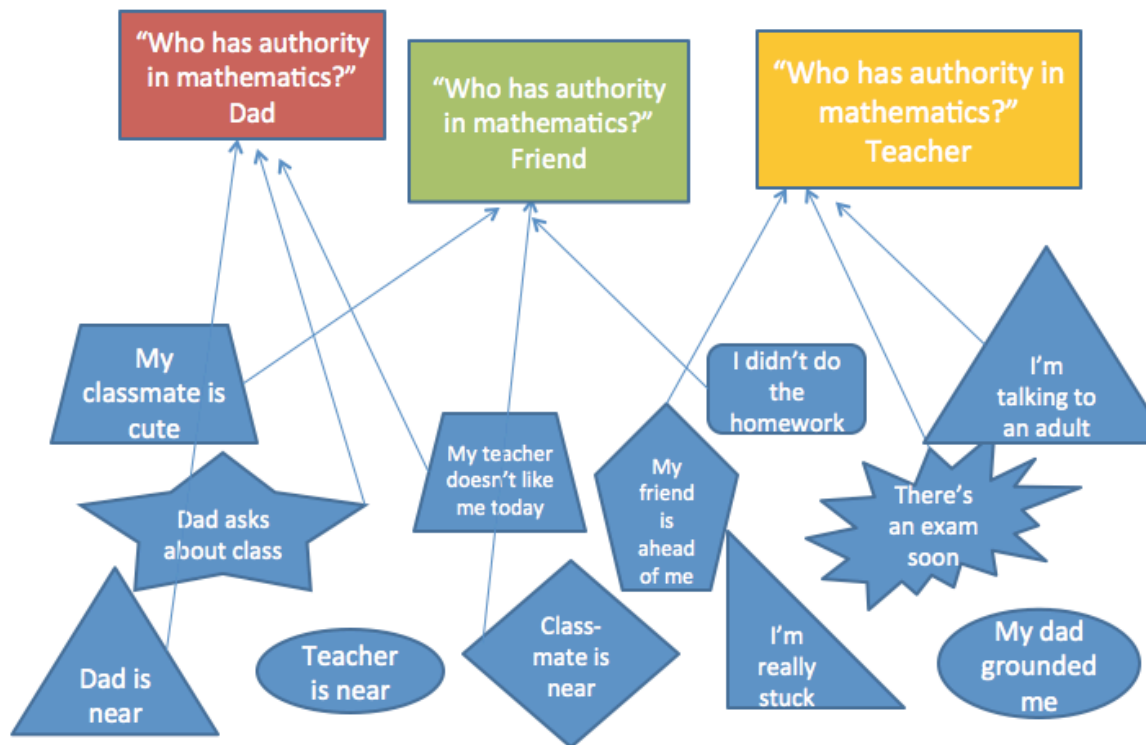 “Who has authority
in mathematics?”
Dad
“Who has authority
in mathematics?”
Friend
“Who has authority in
mathematics?”
Teacher
My
classmate is
cute
I didn’t do
the
homework
I’m
talking to
an adult
Dad asks
about class
My teacher
doesn’t like
me today
My
friend
is
ahead
of me
There’s
an exam
soon
Dad is
near
Teacher
is near
Class-
mate is
near
I’m
really
stuck
My dad
grounded
me